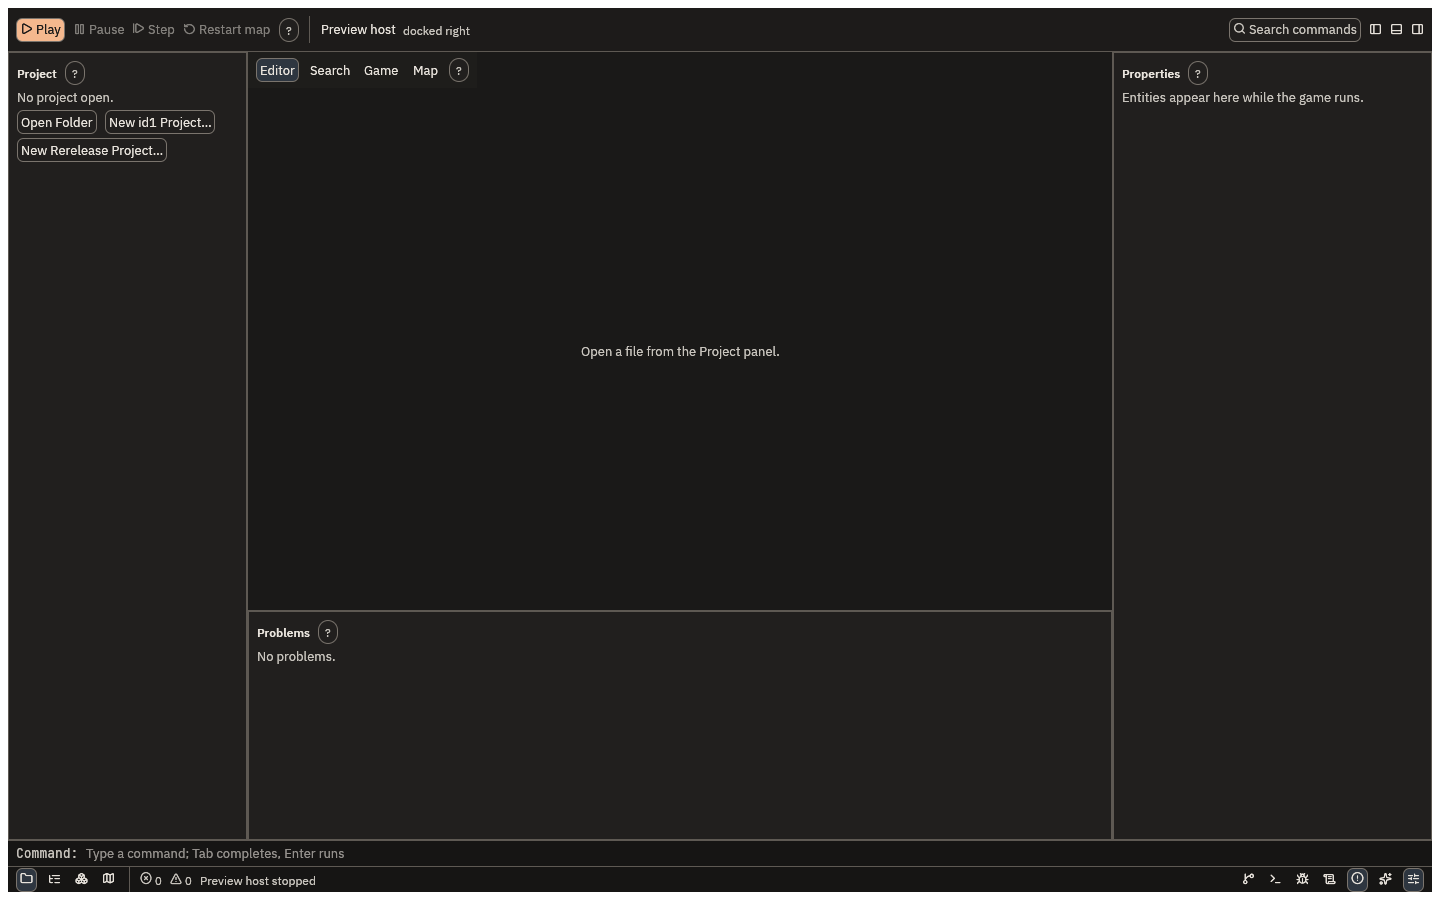 Play Pause Step Restart map ? Preview host docked right Search commands
Project ?
No project open.
Open Folder New id1 Project...
New Rerelease Project...
Editor Search Game Map ?
Open a file from the Project panel.
Problems ?
No problems.
Properties ?
Entities appear here while the game runs.
Command: Type a command; Tab completes, Enter runs
0 0 Preview host stopped